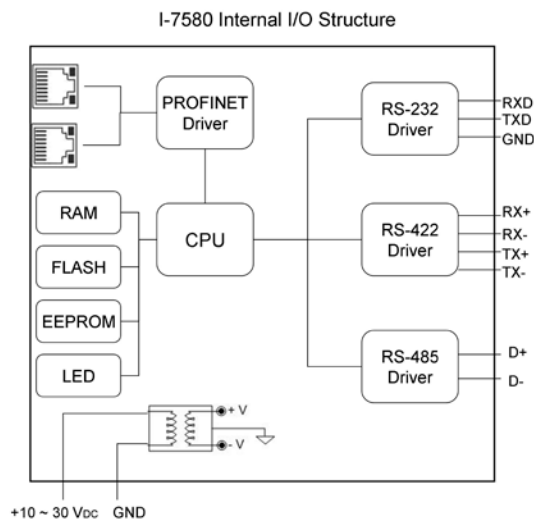 I-7580 Internal I/O Structure
PROFINET
Driver
RS-232
Driver
RXD
TXD
GND
RAM
FLASH
EEPROM
LED
CPU
RS-422
Driver
RX+
RX-
TX+
TX-
RS-485
Driver
D+
D-
+ V
- V
+10 ~ 30 VDC
GND